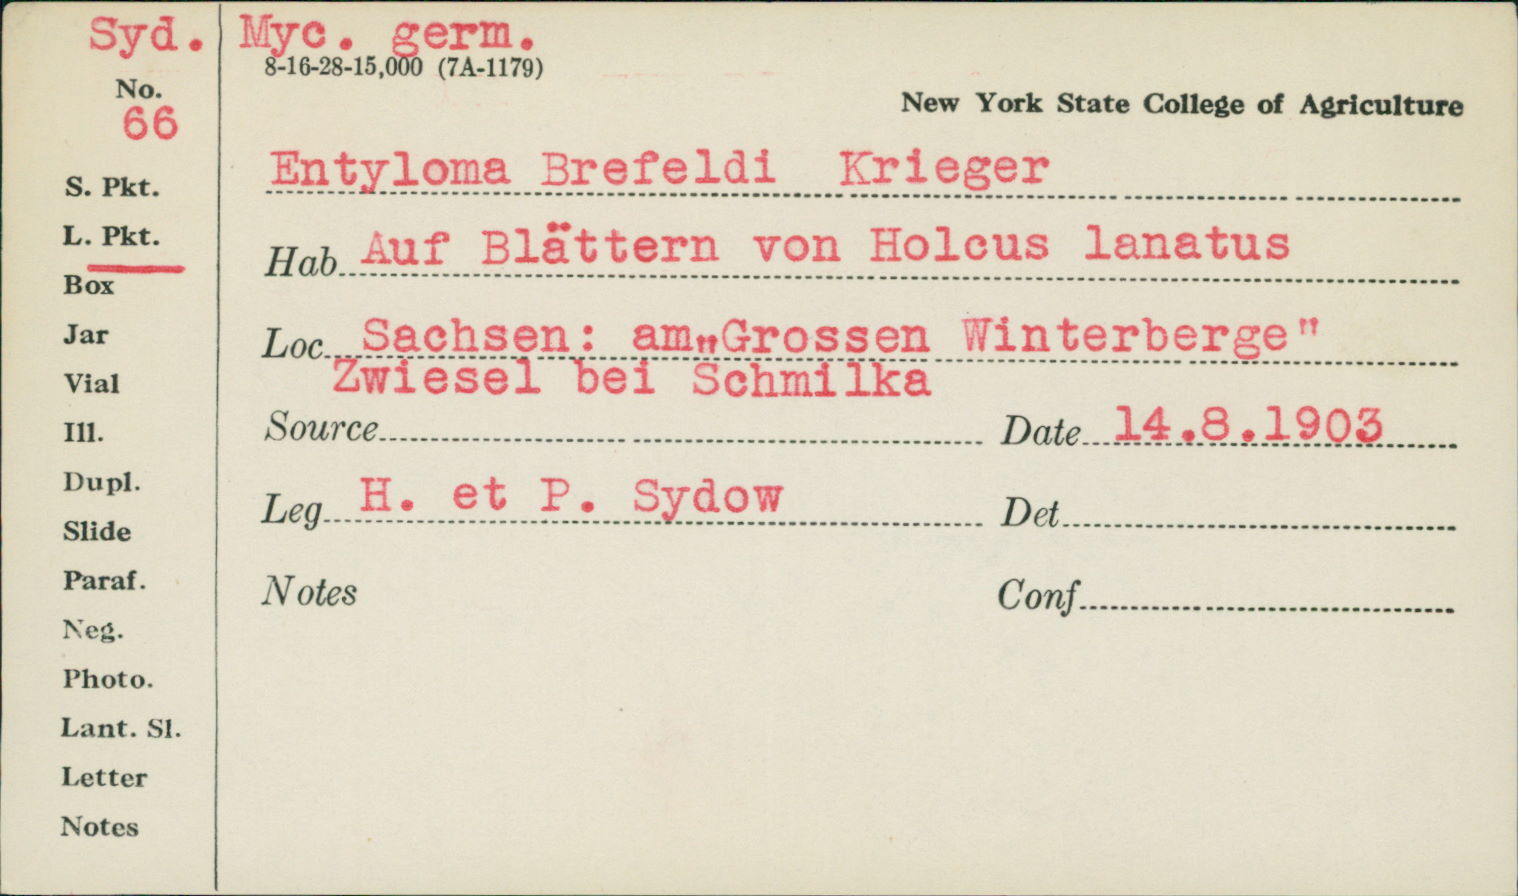 Syd. Myc. germ.
8-16-28-15,000 (7A-1179)
No.
66
New York State College of Agriculture
Entyloma Brefeldi Krieger
S. Pkt.
L. Pkt.
Hab. Auf Blättern von Holcus lanatus
Box
Jar
Loc. Sachsen: am„Grossen Winterberge"
Zwiesel bei Schmilka
Vial
Ill.
Source
Date 14.8.1903
Dupl.
Leg. H. et P. Sydow
Det.
Slide
Paraf.
Notes
Conf.
Neg.
Photo.
Lant. Sl.
Letter
Notes